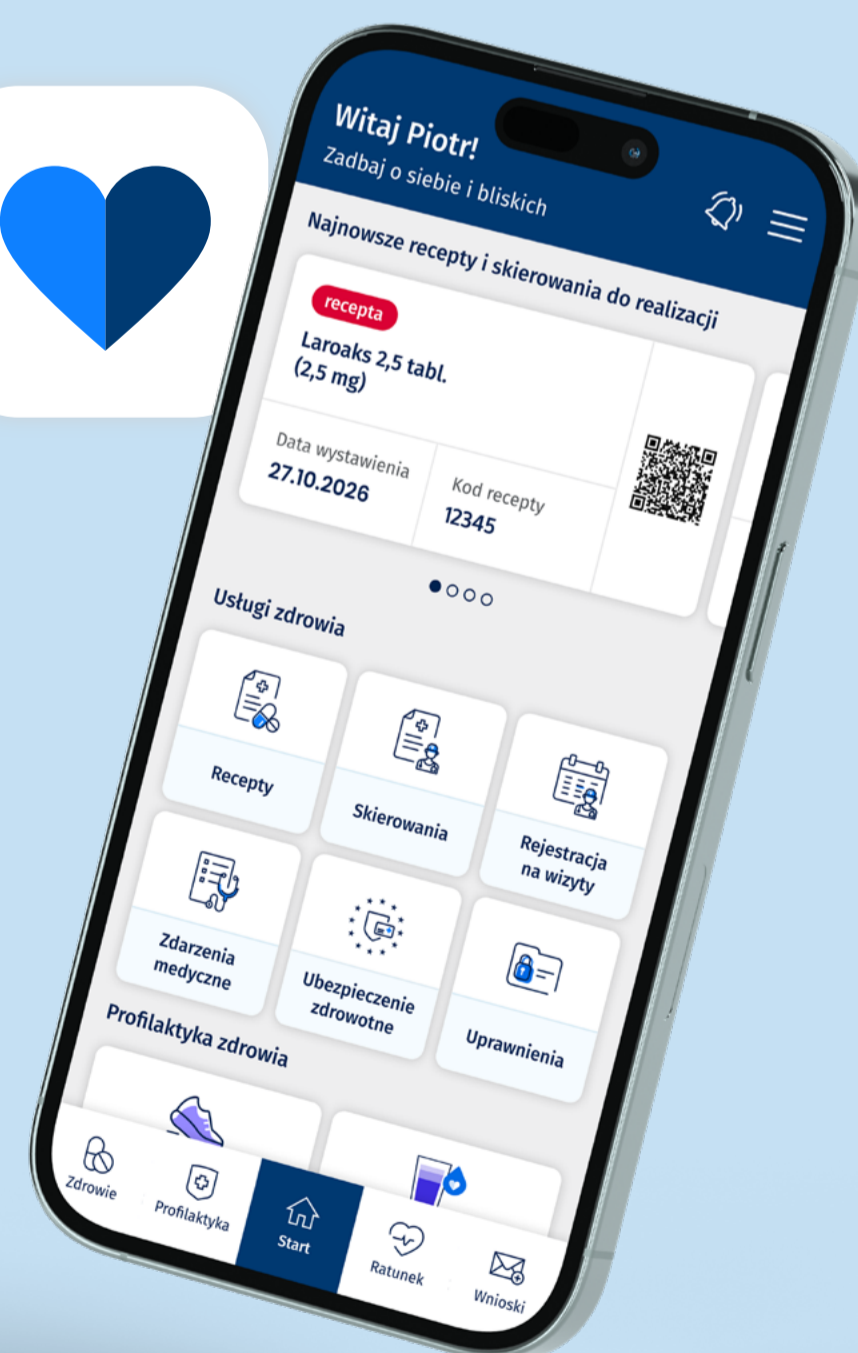 Witaj Piotr!
Zadbaj o siebie i bliskich
Najnowsze recepty i skierowania do realizacji
recepta
Laroaks 2,5 tabl.
(2,5 mg)
Data wystawienia
27.10.2026
Kod recepty
12345
Usługi zdrowia
Recepty
Skierowania
Rejestracja
na wizyty
Zdarzenia
medyczne
Ubezpieczenie
zdrowotne
Uprawnienia
Profilaktyka zdrowia
Zdrowie
Profilaktyka
Start
Ratunek
Wnioski